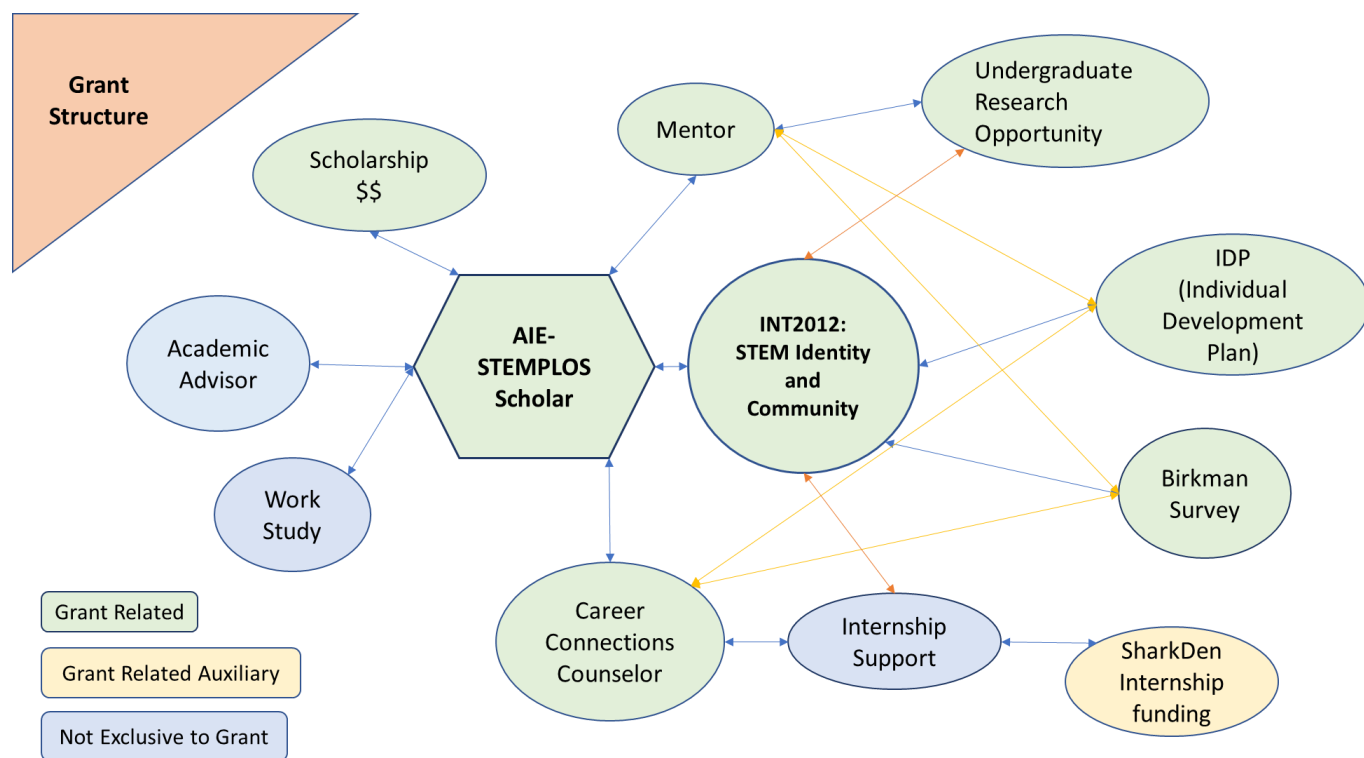 Grant
Structure
Scholarship
$$
Mentor
Undergraduate
Research
Opportunity
Academic
Advisor
AIE-
STEMPLOS
Scholar
INT2012:
STEM Identity
and
Community
IDP
(Individual
Development
Plan)
Work
Study
Birkman
Survey
Career
Connections
Counselor
Internship
Support
SharkDen
Internship
funding
Grant Related
Grant Related Auxiliary
Not Exclusive to Grant